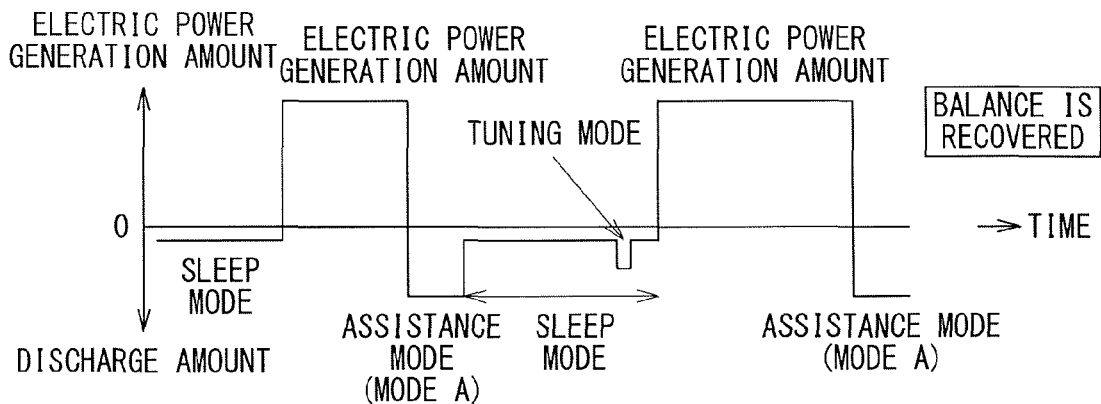 ELECTRIC POWER
GENERATION AMOUNT
ELECTRIC POWER
GENERATION AMOUNT
ELECTRIC POWER
GENERATION AMOUNT
BALANCE IS
RECOVERED
TUNING MODE
0
TIME
SLEEP
MODE
DISCHARGE AMOUNT
ASSISTANCE
MODE
(MODE A)
SLEEP
MODE
ASSISTANCE MODE
(MODE A)